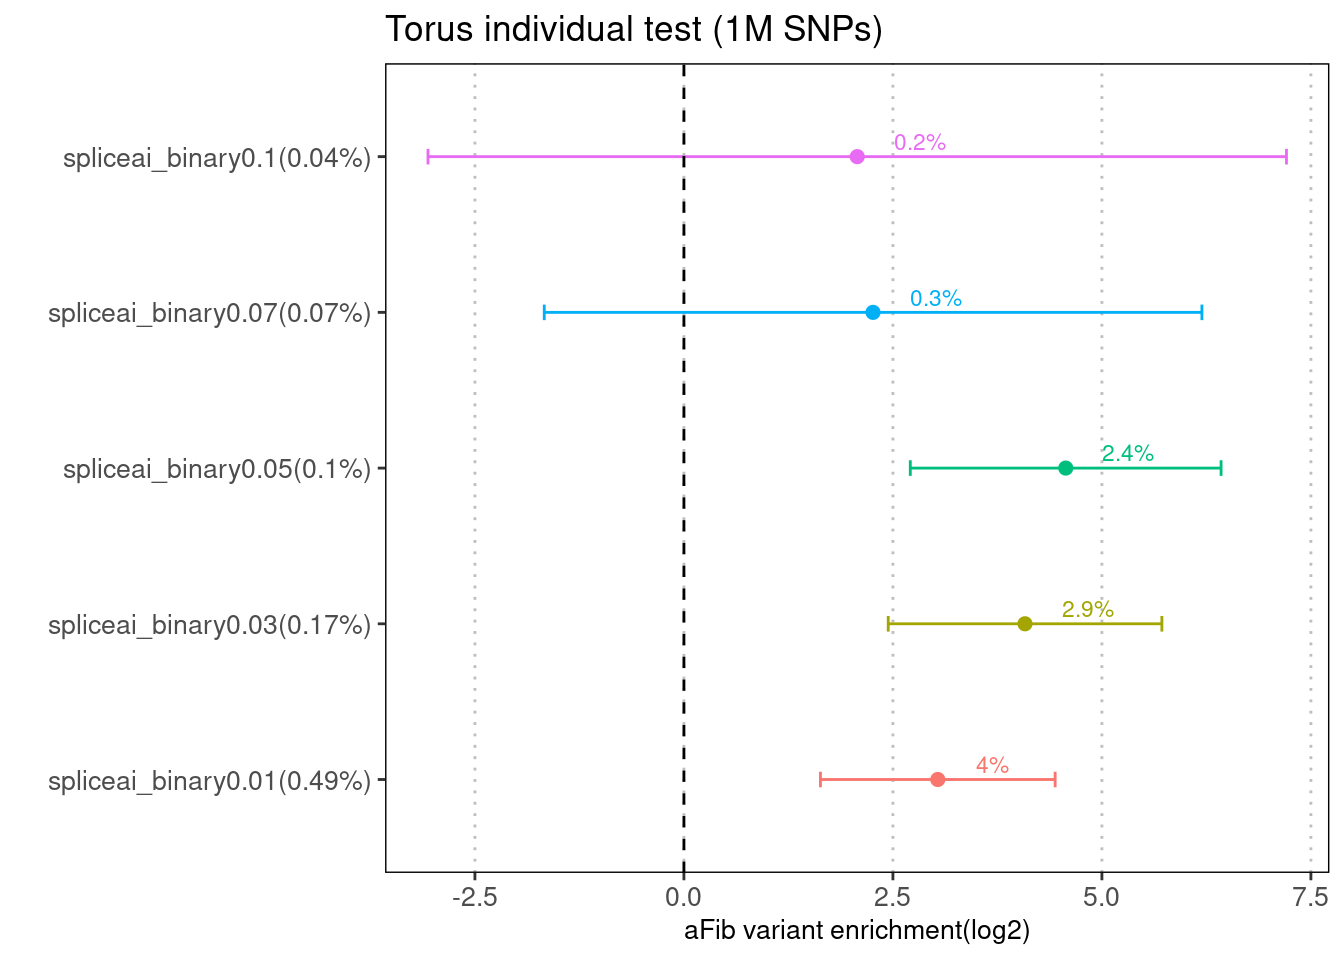 Torus individual test (1M SNPs)
spliceai_binary0.1(0.04%)
0.2%
spliceai_binary0.07(0.07%)
0.3%
spliceai_binary0.05(0.1%)
2.4%
spliceai_binary0.03(0.17%)
2.9%
spliceai_binary0.01(0.49%)
4%
-2.5 0.0 2.5 5.0 7.5
aFib variant enrichment(log2)